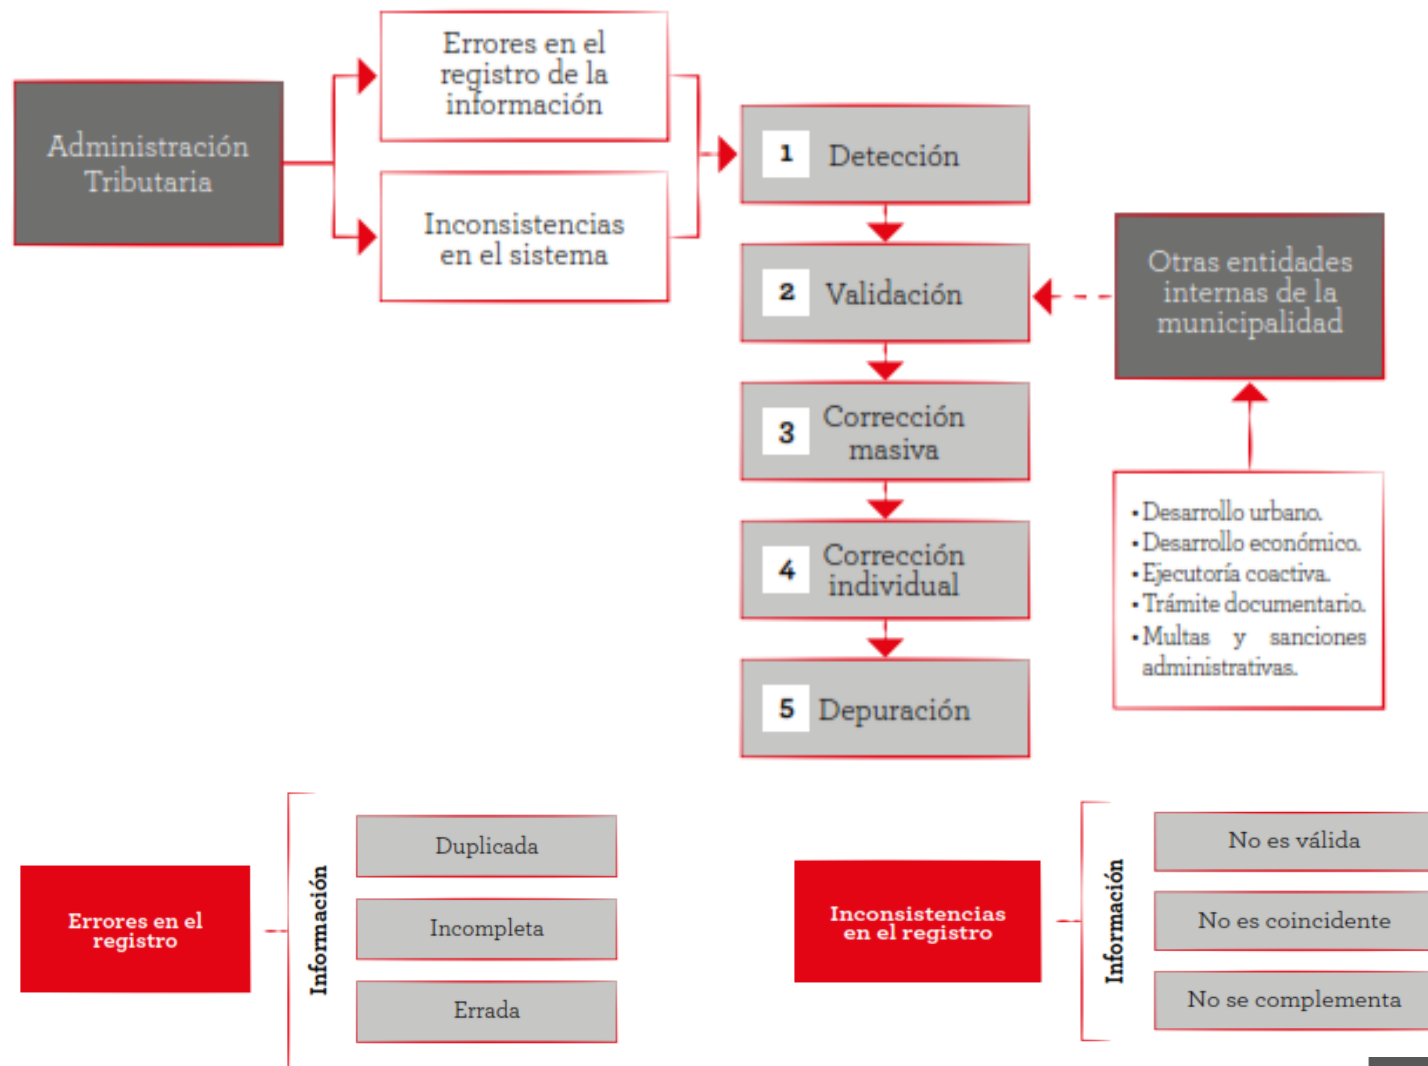 Errores en el
registro de la
información
Administración
Tributaria
Inconsistencias
en el sistema
1 Detección
2 Validación
3 Corrección
masiva
4 Corrección
individual
5 Depuración
Otras entidades
internas de la
municipalidad
• Desarrollo urbano.
• Desarrollo económico.
• Ejecutoría coactiva.
• Trámite documentario.
• Multas y sanciones
administrativas.
Errores en el
registro
Información
Duplicada
Incompleta
Errada
Inconsistencias
en el registro
Información
No es válida
No es coincidente
No se complementa